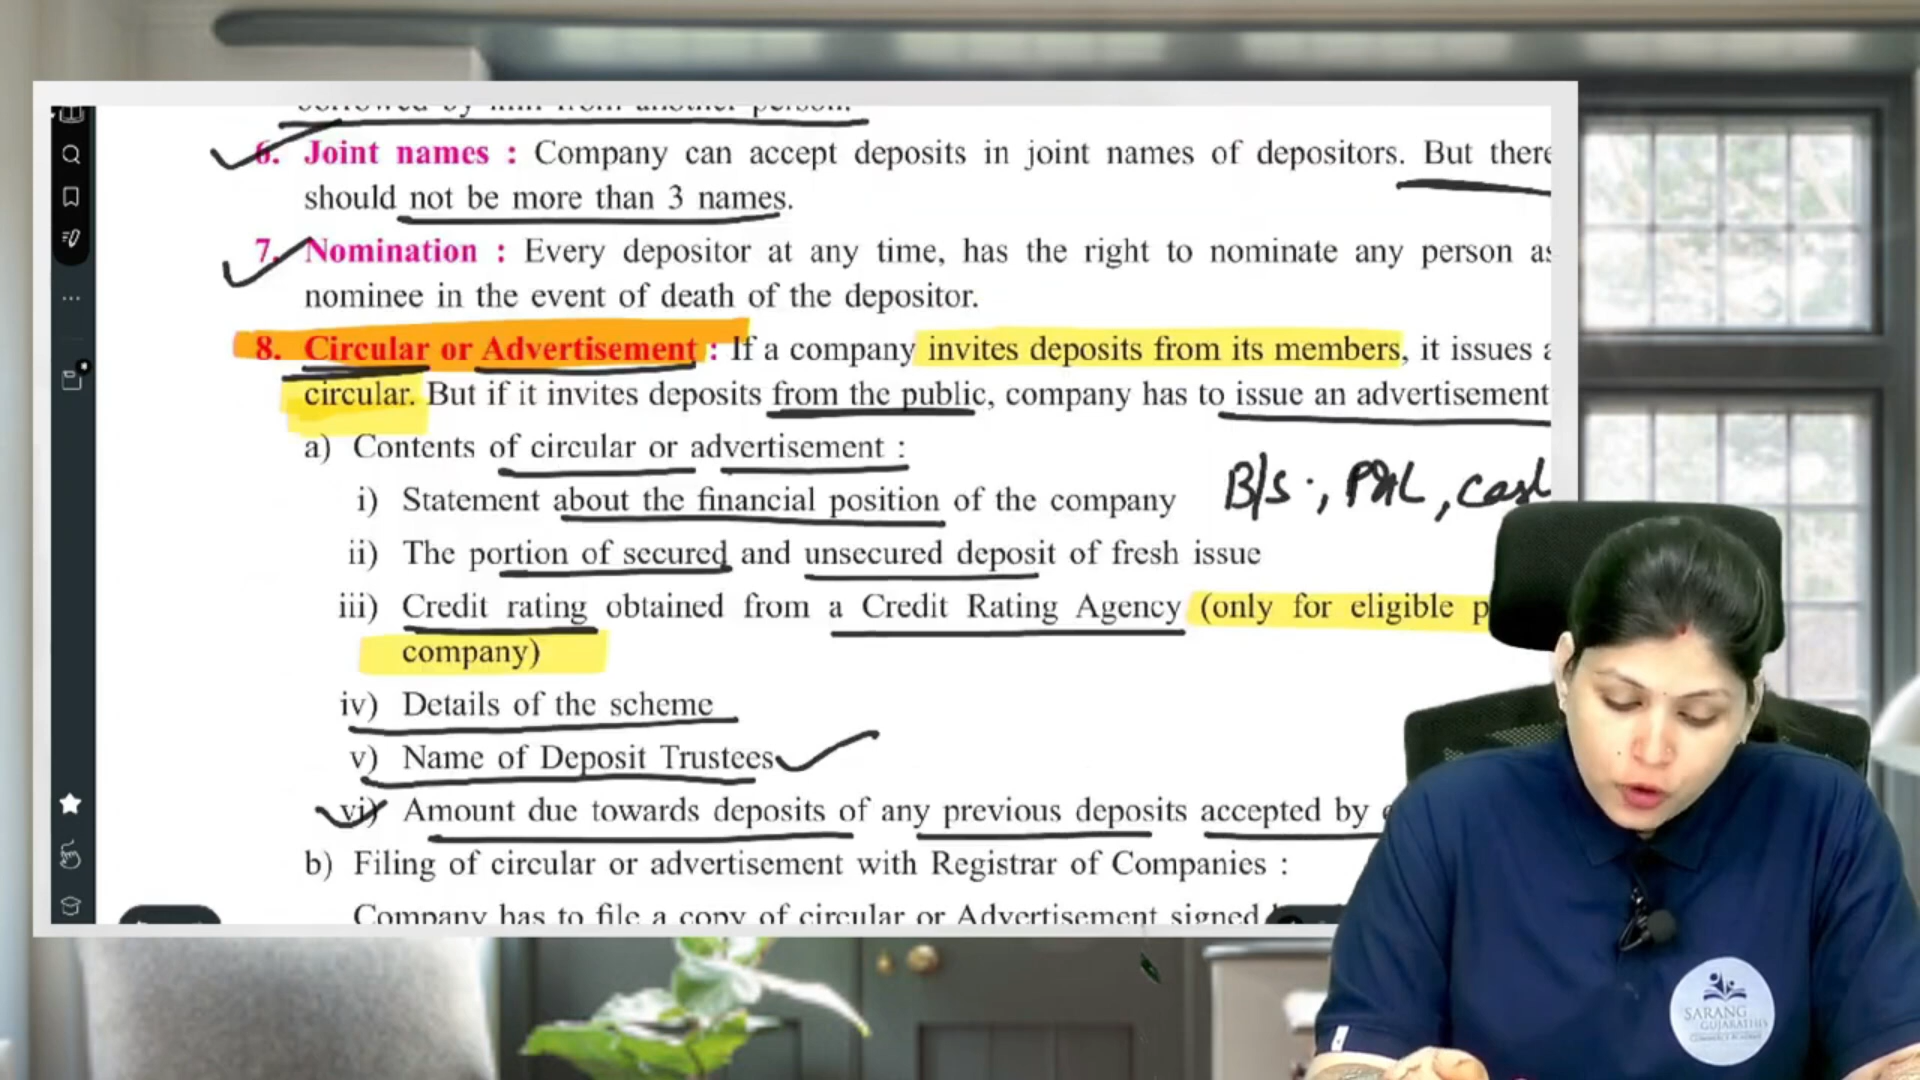 6. Joint names : Company can accept deposits in joint names of depositors. But there
should not be more than 3 names.
7. Nomination : Every depositor at any time, has the right to nominate any person as
nominee in the event of death of the depositor.
8. Circular or Advertisement : If a company invites deposits from its members, it issues a
circular. But if it invites deposits from the public, company has to issue an advertisement
a) Contents of circular or advertisement :
i) Statement about the financial position of the company B/S., P&L, cash
ii) The portion of secured and unsecured deposit of fresh issue
iii) Credit rating obtained from a Credit Rating Agency (only for eligible p
company)
iv) Details of the scheme
v) Name of Deposit Trustees
vi) Amount due towards deposits of any previous deposits accepted by
b) Filing of circular or advertisement with Registrar of Companies :
Company has to file a copy of circular or Advertisement signed
SARANG
GUJARATHI'S